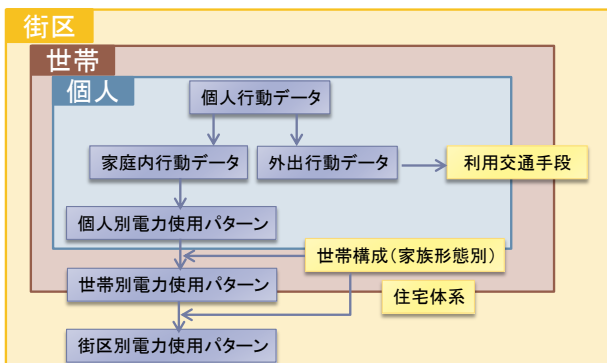 街区
世帯
個人
個人行動データ
家庭内行動データ
外出行動データ
利用交通手段
個人別電力使用パターン
世帯構成(家族形態別)
世帯別電力使用パターン
住宅体系
街区別電力使用パターン